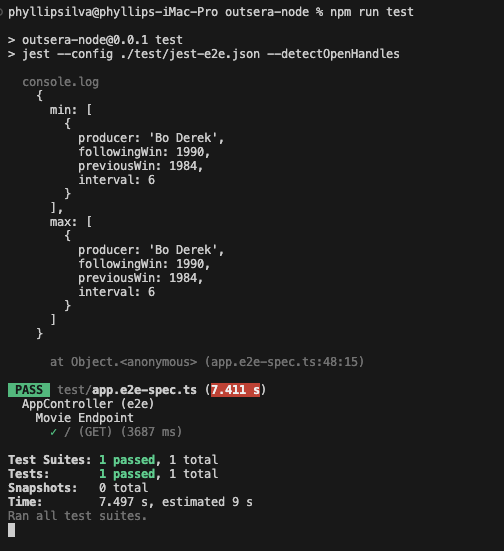 phyllipsilva@phyllips-iMac-Pro outsera-node % npm run test
> outsera-node@0.0.1 test
> jest --config ./test/jest-e2e.json --detectOpenHandles
console.log
{
min: [
{
producer: 'Bo Derek',
followingWin: 1990,
previousWin: 1984,
interval: 6
}
],
max: [
{
producer: 'Bo Derek',
followingWin: 1990,
previousWin: 1984,
interval: 6
}
]
}
at Object.<anonymous> (app.e2e-spec.ts:48:15)
PASS test/app.e2e-spec.ts (7.411 s)
AppController (e2e)
Movie Endpoint
✓ / (GET) (3687 ms)
Test Suites: 1 passed, 1 total
Tests: 1 passed, 1 total
Snapshots: 0 total
Time: 7.497 s, estimated 9 s
Ran all test suites.